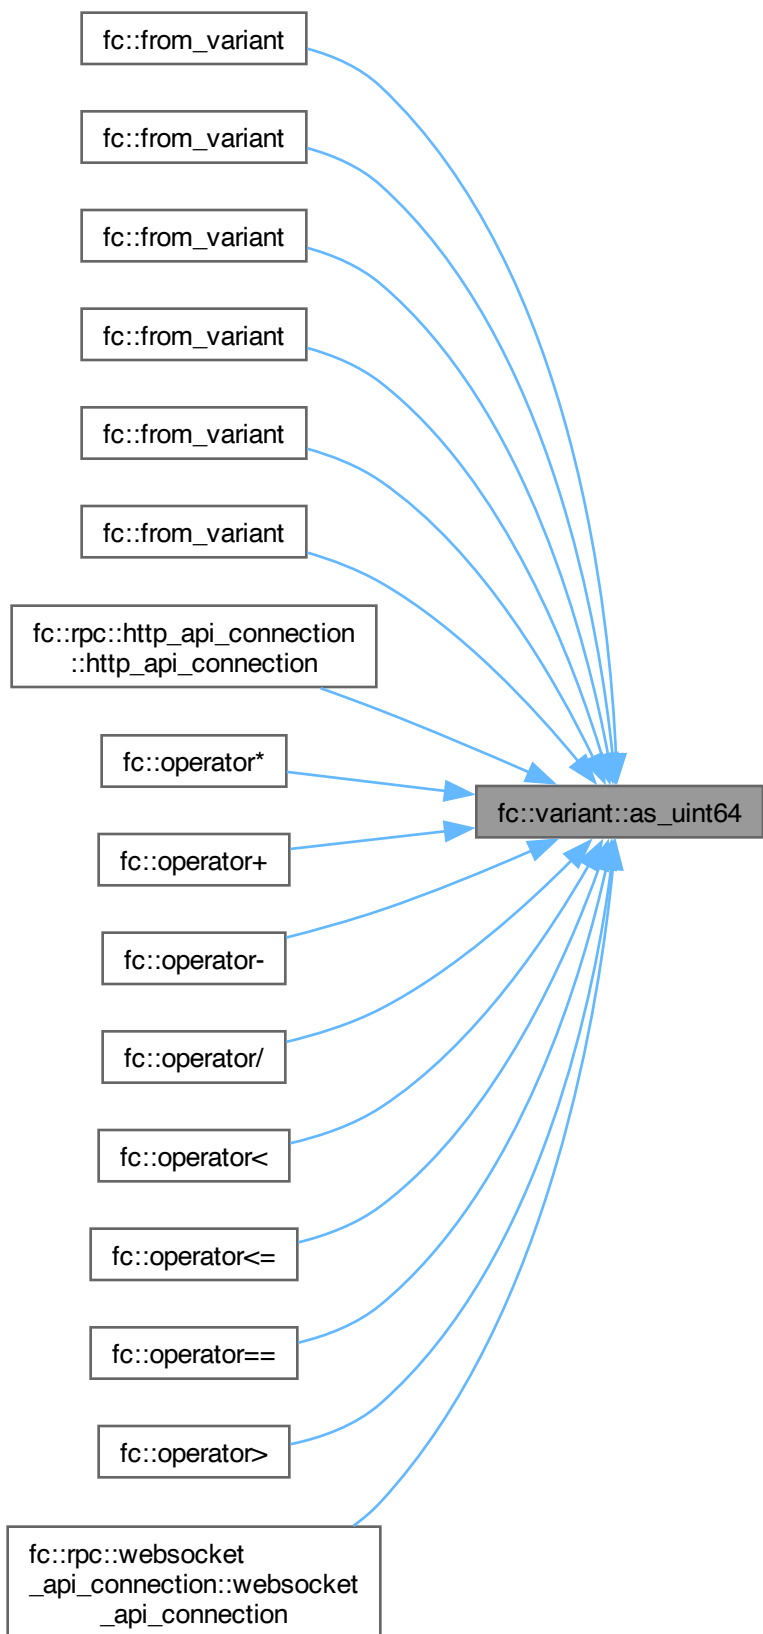 fc::from_variant
fc::from_variant
fc::from_variant
fc::from_variant
fc::from_variant
fc::from_variant
fc::rpc::http_api_connection
::http_api_connection
fc::operator*
fc::variant::as_uint64
fc::operator+
fc::operator-
fc::operator/
fc::operator<
fc::operator<=
fc::operator==
fc::operator>
fc::rpc::websocket
_api_connection::websocket
_api_connection